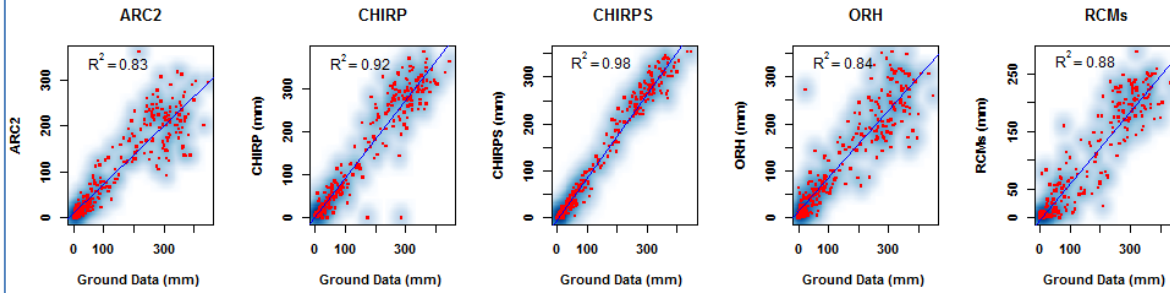 ARC2 CHIRP CHIRPS ORH RCMs
R² = 0.83
ARC2
0 100 200 300
0 100 300
Ground Data (mm)
R² = 0.92
CHIRP (mm)
0 100 200 300
0 100 300
Ground Data (mm)
R² = 0.98
CHIRPS (mm)
0 100 200 300
0 100 300
Ground Data (mm)
R² = 0.84
ORH (mm)
0 100 200 300
0 100 300
Ground Data (mm)
R² = 0.88
RCMs (mm)
0 50 150 250
0 100 300
Ground Data (mm)